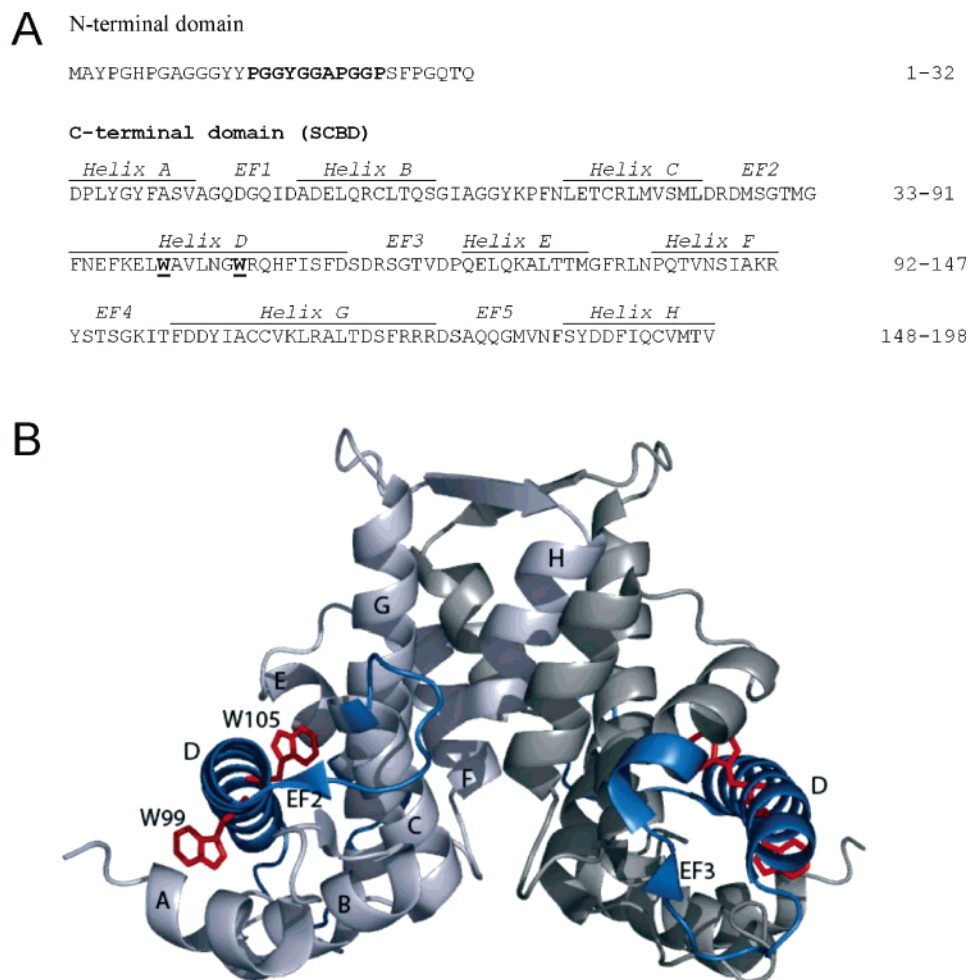 A
N-terminal domain
MAYPGHPGAGGGYYPGGYGGAPGGPSFPGQTQ 1-32
C-terminal domain (SCBD)
Helix A EF1 Helix B Helix C EF2
DPLYGYFASVAGQDGQIDADELQRCLTQSGIAGGYKPFNLETCRLMVSMLDRDMSGTMG 33-91
Helix D EF3 Helix E Helix F
FNEFKELWAVLNGWRQHFISFDSDRSGTVDPQELQKALTTMGFRLNPQTVNSIAKR 92-147
EF4 Helix G EF5 Helix H
YSTSGKITFDDYIACCVKLRALTDSFRRRDSAQQGMVNFSYDDFIQCVMTV 148-198
B
H
G
E
W105
D
EF2
F
D
W99
C
EF3
A
B